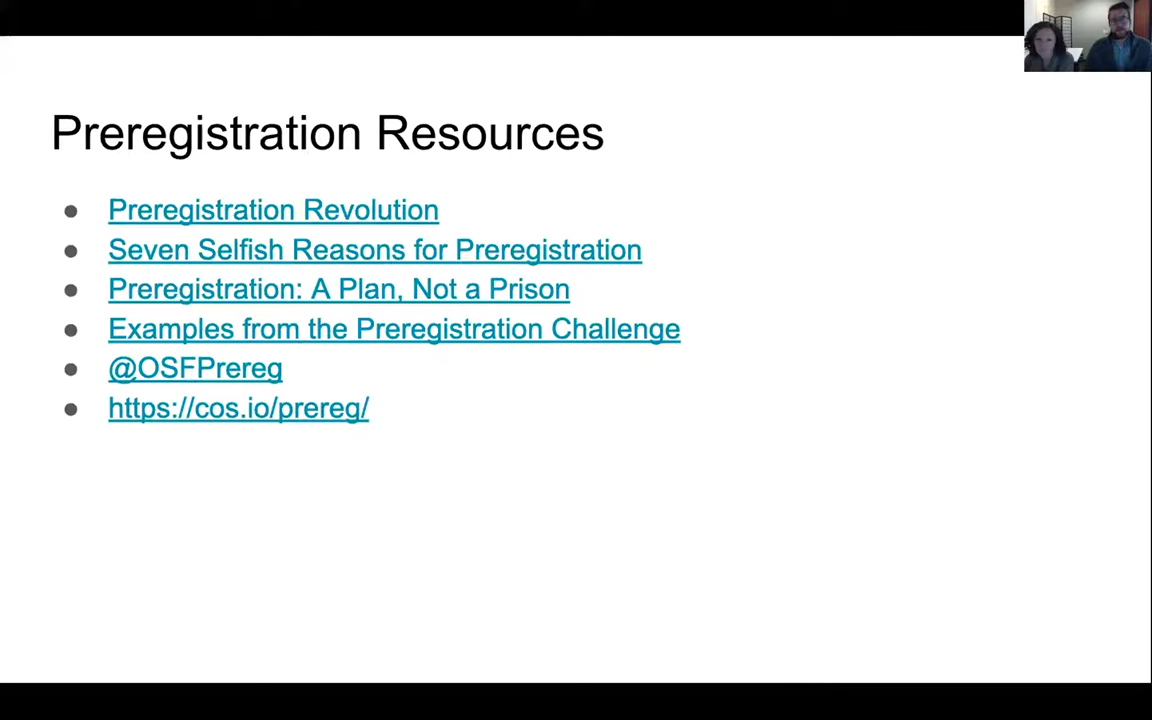 Preregistration Resources
Preregistration Revolution
Seven Selfish Reasons for Preregistration
Preregistration: A Plan, Not a Prison
Examples from the Preregistration Challenge
@OSFPrereg
https://cos.io/prereg/